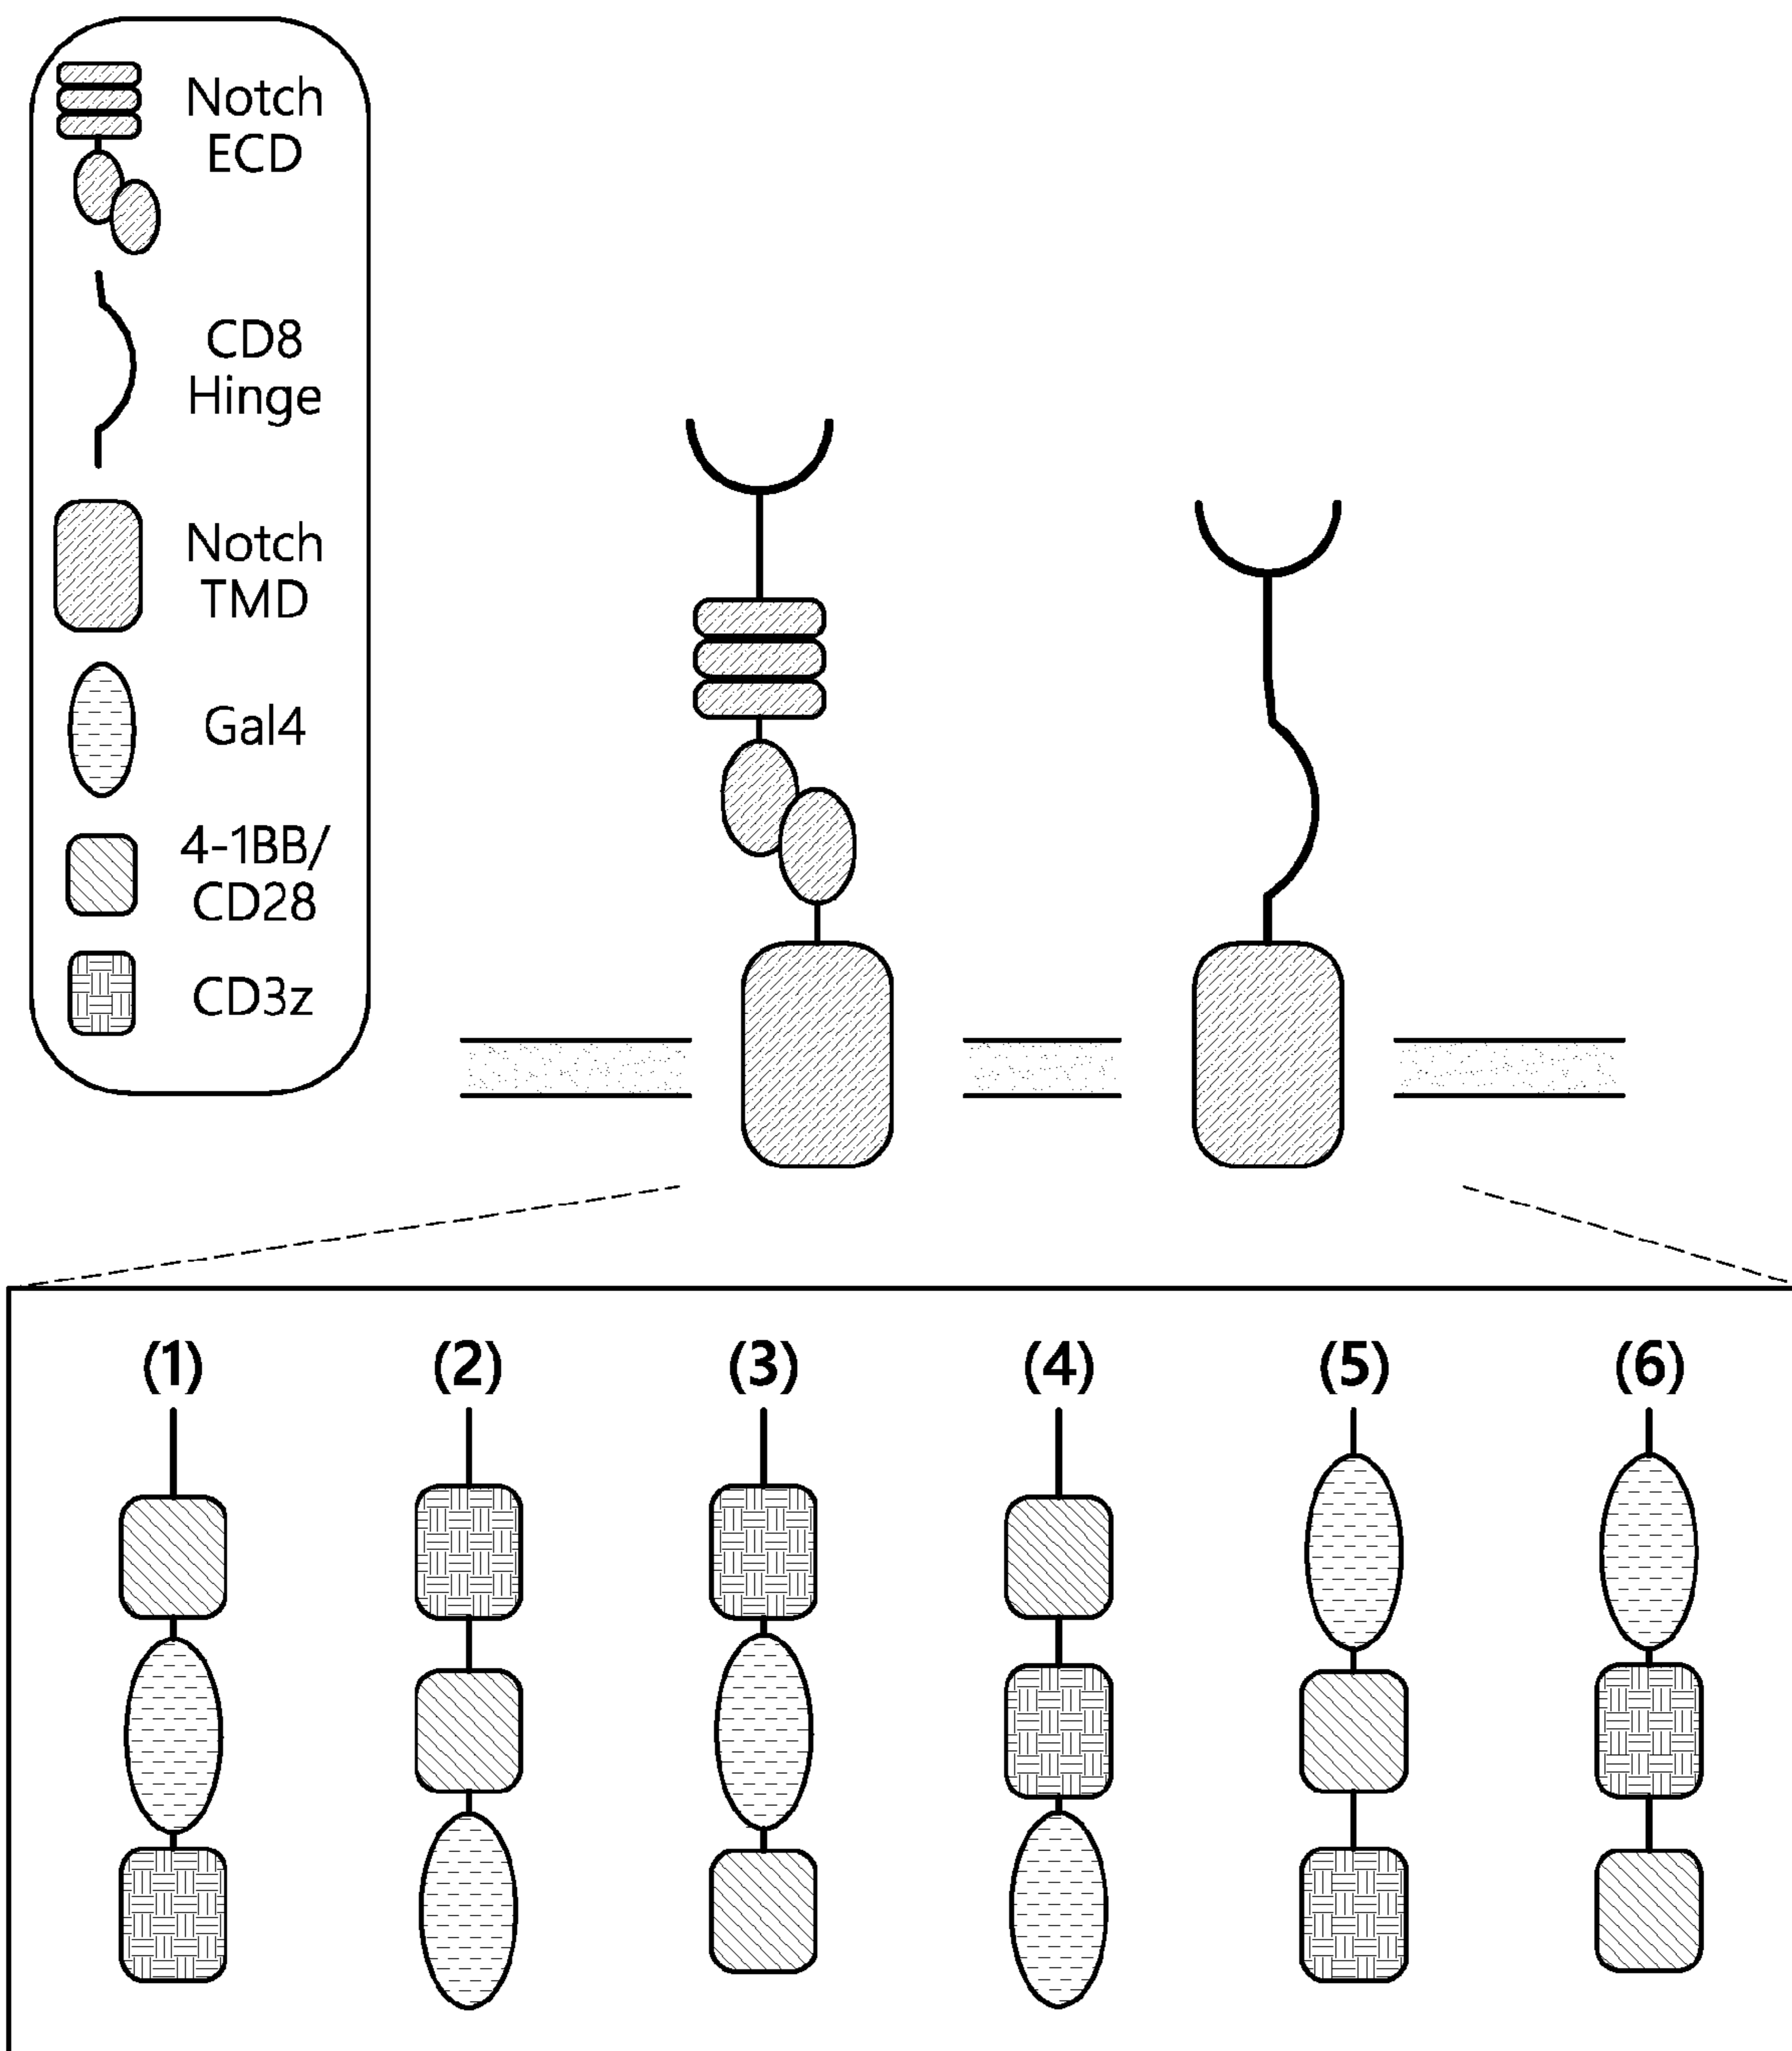 Notch
ECD
CD8
Hinge
Notch
TMD
Gal4
4-1BB/
CD28
CD3z
(1) (2) (3) (4) (5) (6)